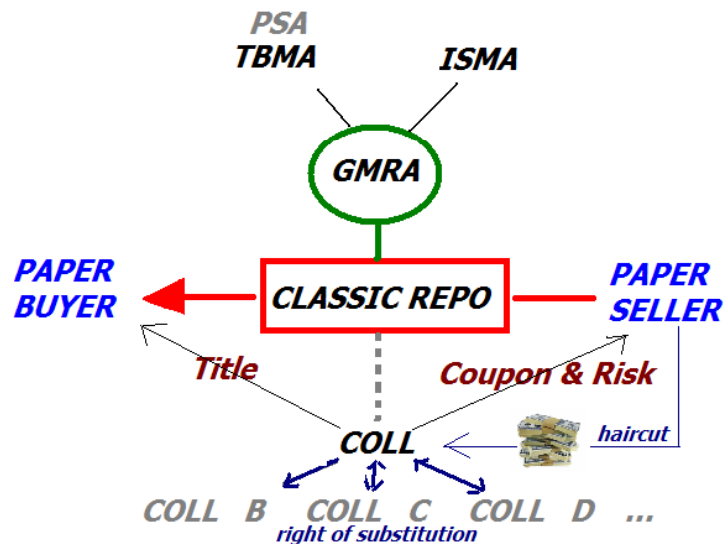 PSA
TBMA
ISMA
GMRA
PAPER
BUYER
CLASSIC REPO
PAPER
SELLER
Title
Coupon & Risk
COLL
haircut
COLL B COLL C COLL D ...
right of substitution